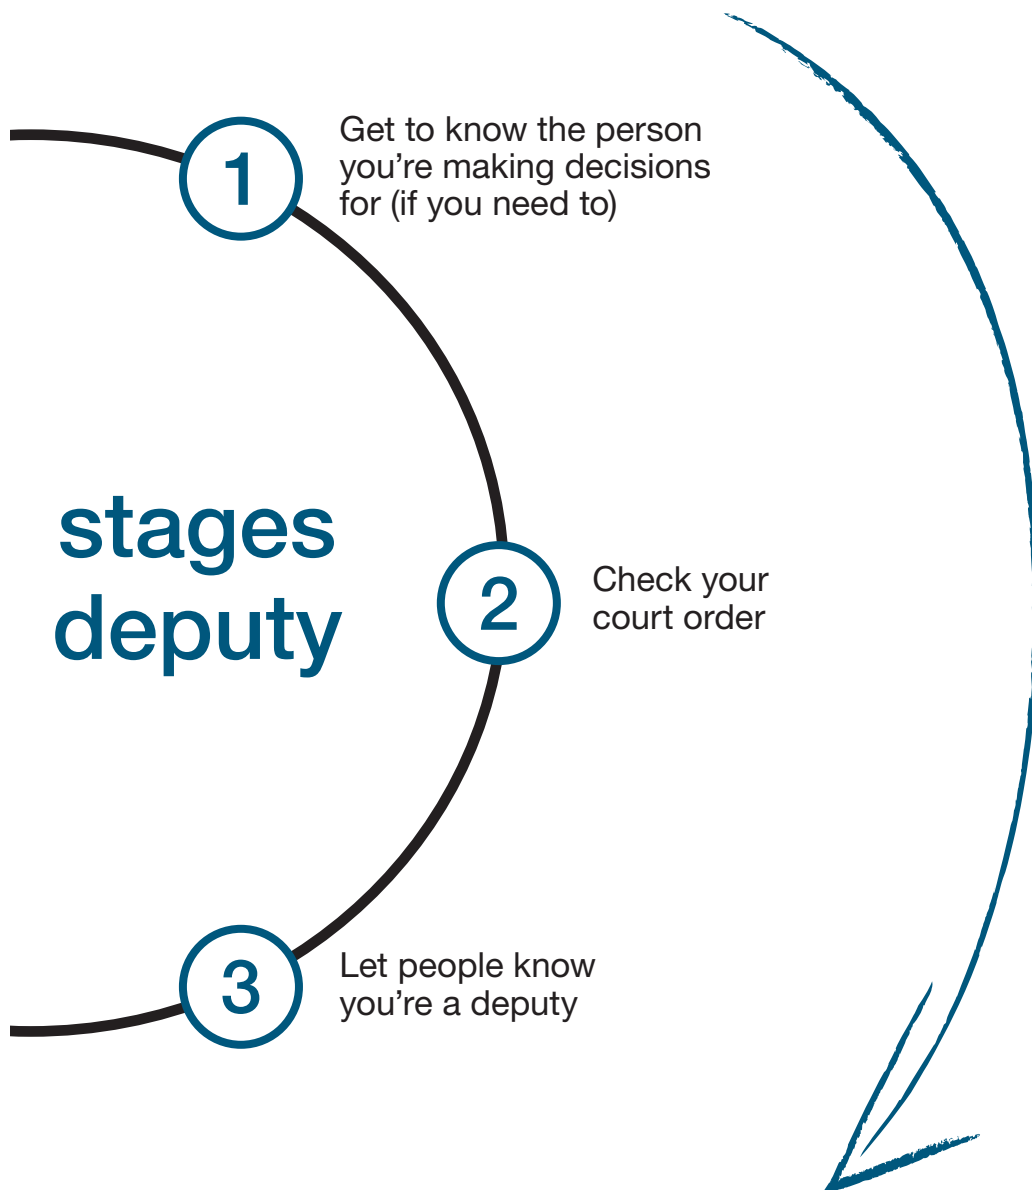 1
Get to know the person
you're making decisions
for (if you need to)
stages
deputy
2
Check your
court order
3
Let people know
you're a deputy